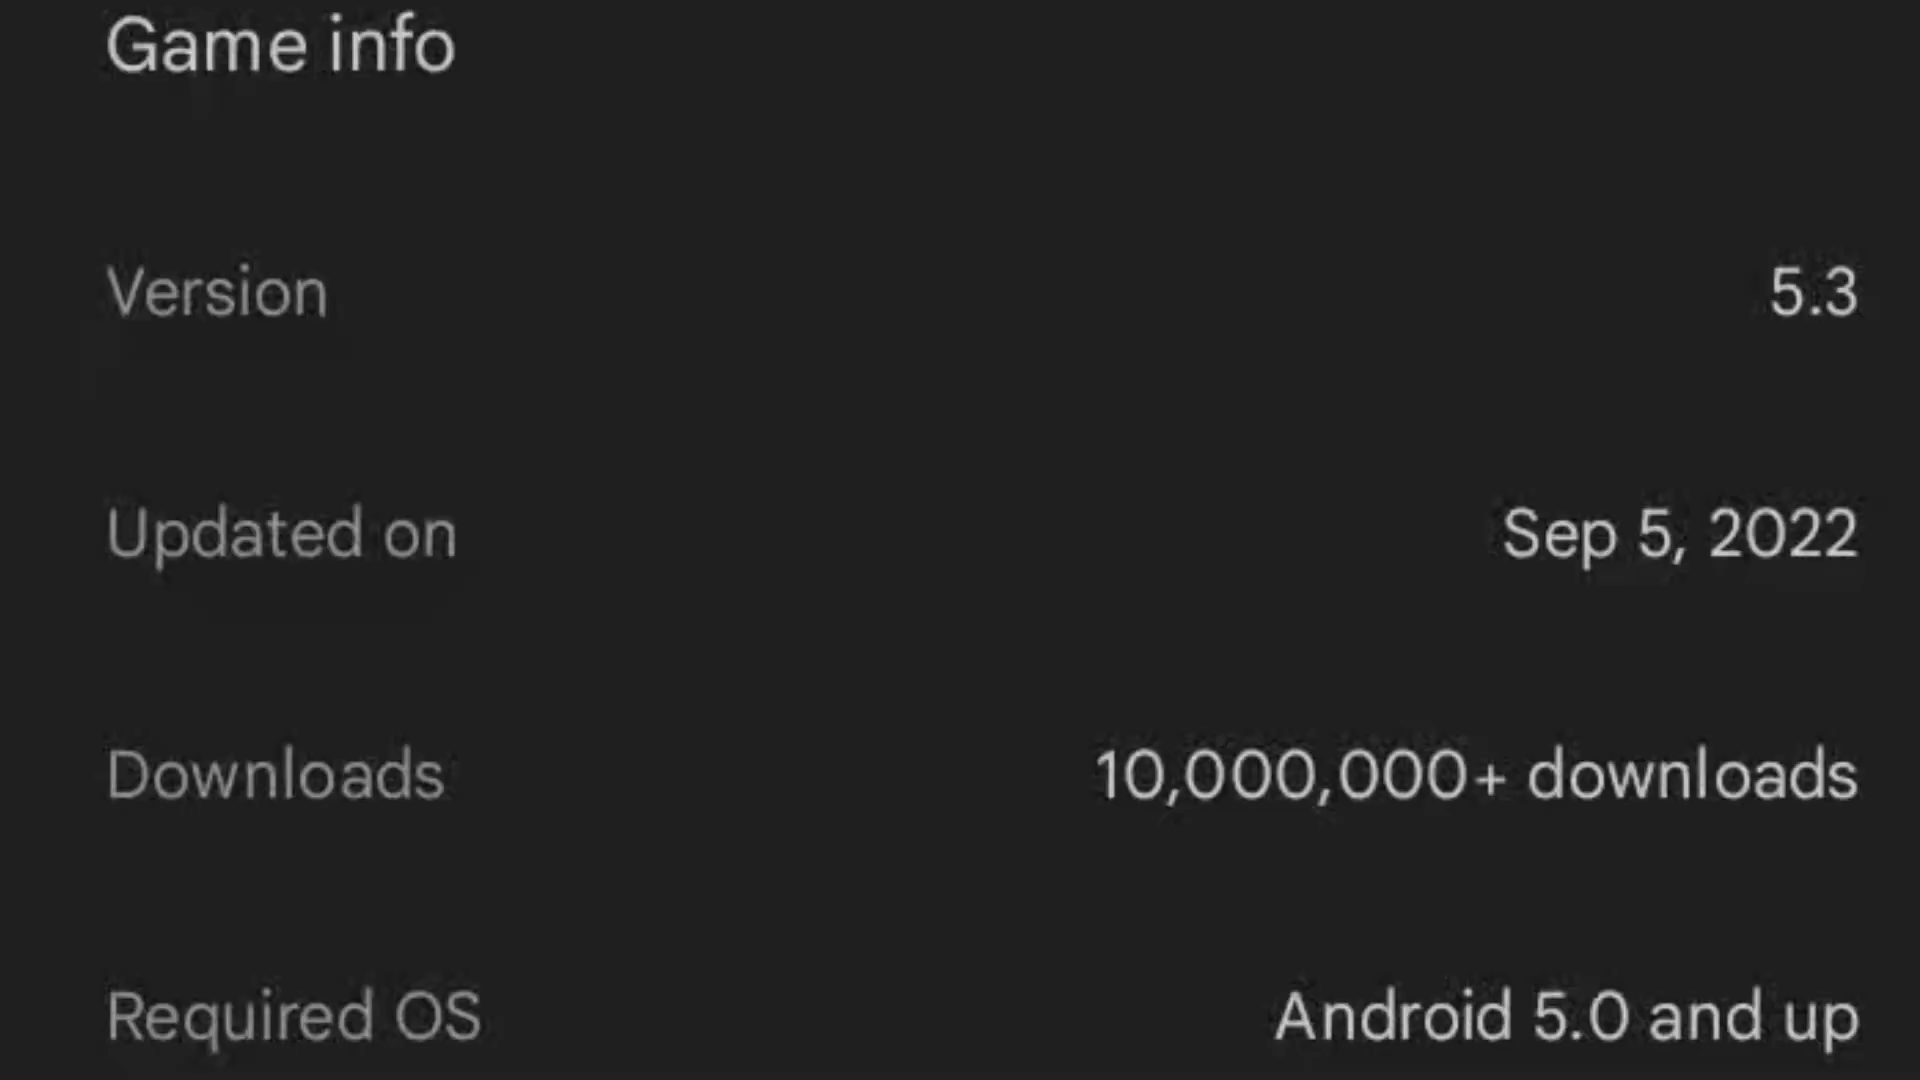 Game info
Version 5.3
Updated on Sep 5, 2022
Downloads 10,000,000+ downloads
Required OS Android 5.0 and up